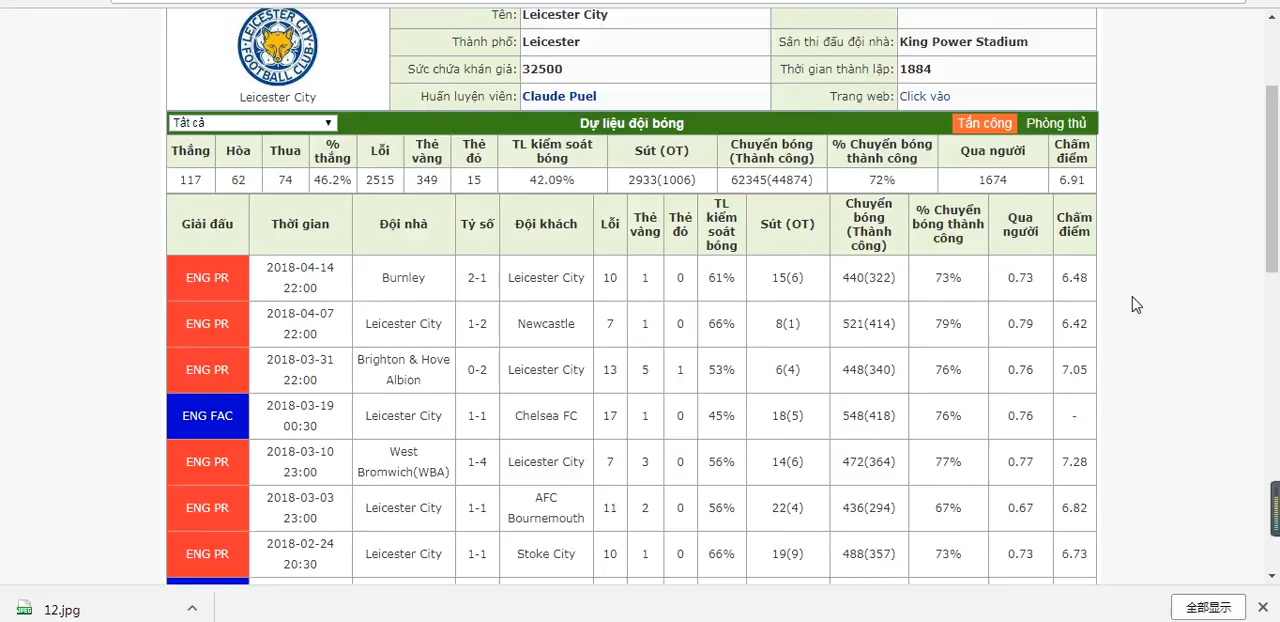 LEICESTER CITY
FOOTBALL CLUB
Leicester City
Tên: Leicester City
Thành phố: Leicester Sân thi đấu đội nhà: King Power Stadium
Sức chứa khán giả: 32500 Thời gian thành lập: 1884
Huấn luyện viên: Claude Puel Trang web: Click vào
Tất cả Dự liệu đội bóng Tấn công Phòng thủ
Thắng Hòa Thua % thắng Lỗi Thẻ vàng Thẻ đỏ TL kiểm soát bóng Sút (OT) Chuyển bóng (Thành công) % Chuyển bóng thành công Qua người Chấm điểm
117 62 74 46.2% 2515 349 15 42.09% 2933(1006) 62345(44874) 72% 1674 6.91
Giải đấu Thời gian Đội nhà Tỷ số Đội khách Lỗi Thẻ vàng Thẻ đỏ TL kiểm soát bóng Sút (OT) Chuyển bóng (Thành công) % Chuyển bóng thành công Qua người Chấm điểm
ENG PR 2018-04-14 22:00 Burnley 2-1 Leicester City 10 1 0 61% 15(6) 440(322) 73% 0.73 6.48
ENG PR 2018-04-07 22:00 Leicester City 1-2 Newcastle 7 1 0 66% 8(1) 521(414) 79% 0.79 6.42
ENG PR 2018-03-31 22:00 Brighton & Hove Albion 0-2 Leicester City 13 5 1 53% 6(4) 448(340) 76% 0.76 7.05
ENG FAC 2018-03-19 00:30 Leicester City 1-1 Chelsea FC 17 1 0 45% 18(5) 548(418) 76% 0.76 -
ENG PR 2018-03-10 23:00 West Bromwich(WBA) 1-4 Leicester City 7 3 0 56% 14(6) 472(364) 77% 0.77 7.28
ENG PR 2018-03-03 23:00 Leicester City 1-1 AFC Bournemouth 11 2 0 56% 22(4) 436(294) 67% 0.67 6.82
ENG PR 2018-02-24 20:30 Leicester City 1-1 Stoke City 10 1 0 66% 19(9) 488(357) 73% 0.73 6.73
12.jpg 全部显示